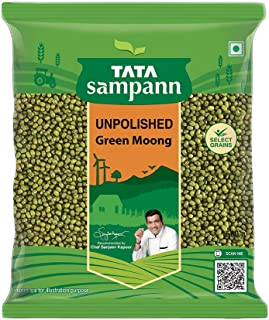 TATA
sampann
UNPOLISHED
Green Moong
SELECT
GRAINS
Recommended by
Chef Sanjeev Kapoor
SCAN ME